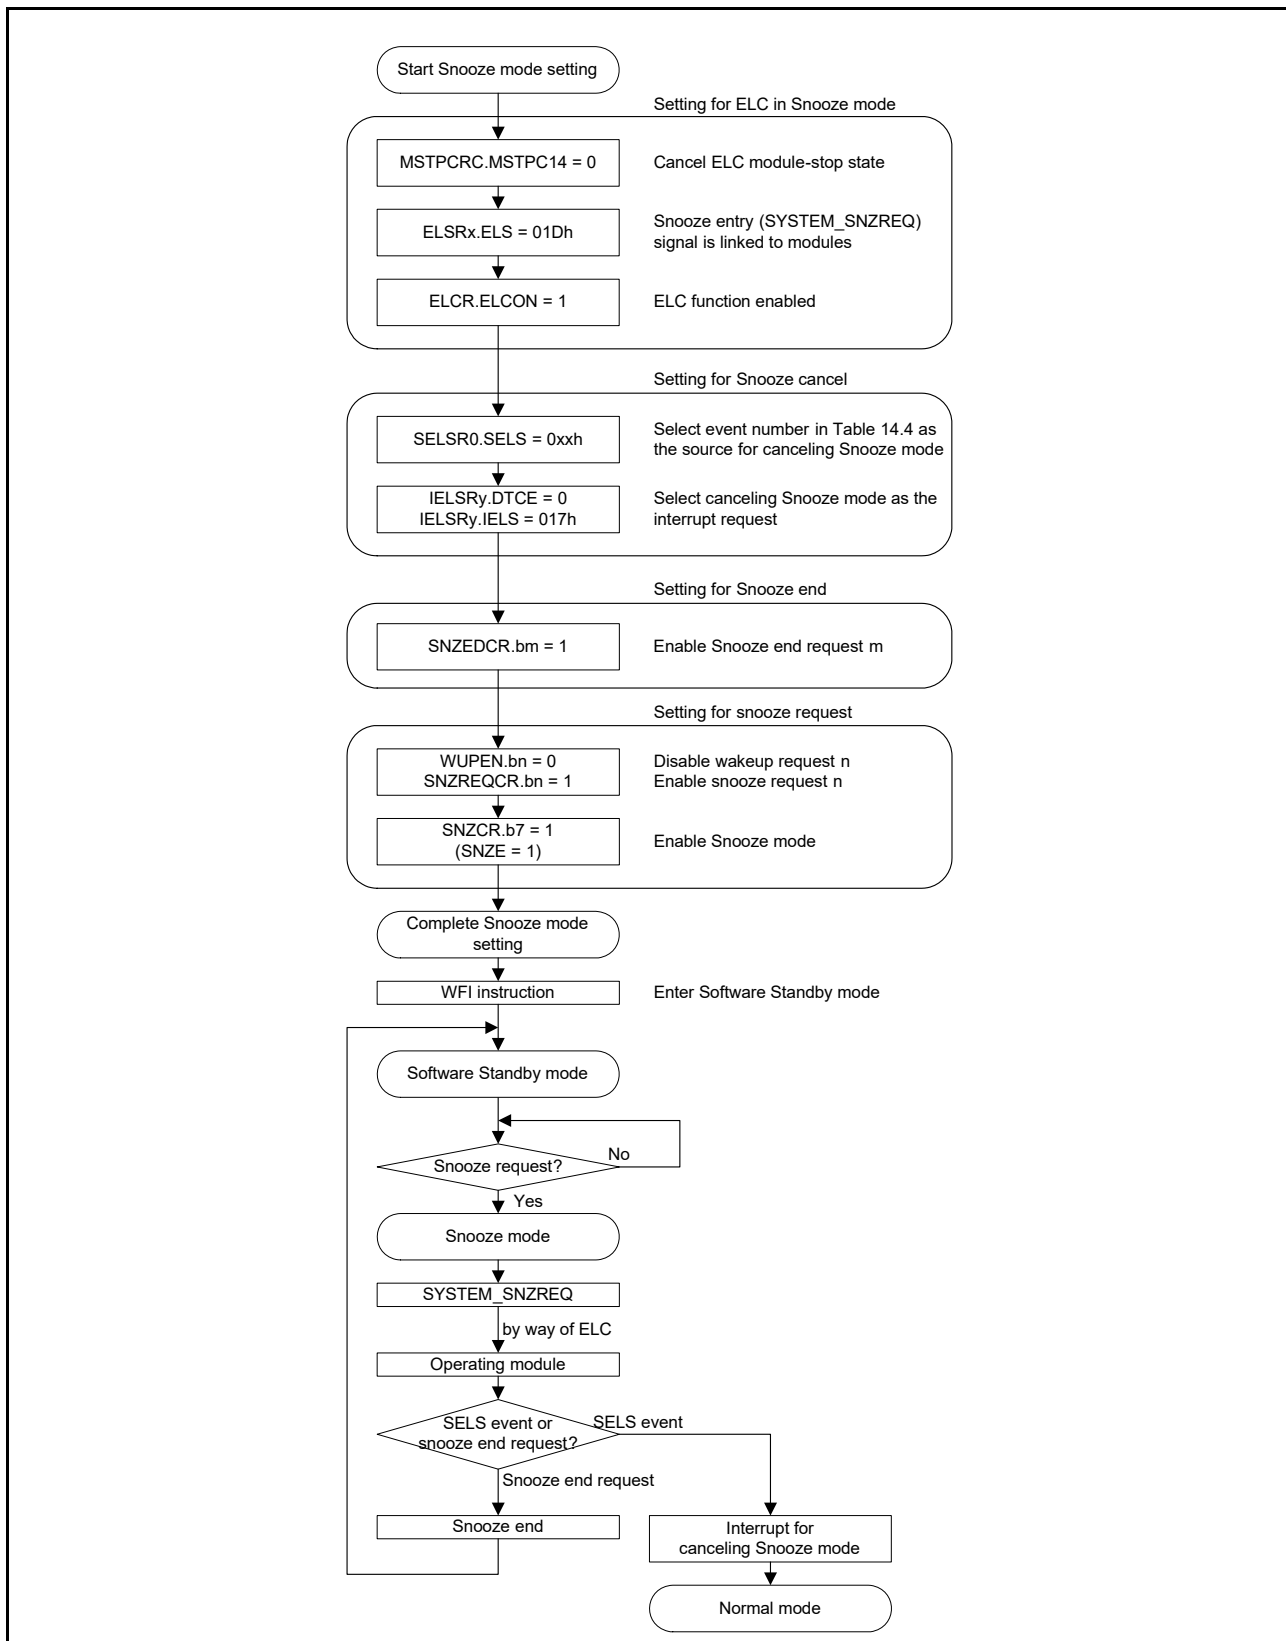 Start Snooze mode setting
Setting for ELC in Snooze mode
MSTPCRC.MSTPC14 = 0
Cancel ELC module-stop state
ELSRx.ELS = 01Dh
Snooze entry (SYSTEM_SNZREQ)
signal is linked to modules
ELCR.ELCON = 1
ELC function enabled
Setting for Snooze cancel
SELSR0.SELS = 0xxh
Select event number in Table 14.4 as
the source for canceling Snooze mode
IELSRy.DTCE = 0
IELSRy.IELS = 017h
Select canceling Snooze mode as the
interrupt request
Setting for Snooze end
SNZEDCR.bm = 1
Enable Snooze end request m
Setting for snooze request
WUPEN.bn = 0
SNZREQCR.bn = 1
Disable wakeup request n
Enable snooze request n
SNZCR.b7 = 1
(SNZE = 1)
Enable Snooze mode
Complete Snooze mode
setting
WFI instruction
Enter Software Standby mode
Software Standby mode
Snooze request?
No
Yes
Snooze mode
SYSTEM_SNZREQ
by way of ELC
Operating module
SELS event or
snooze end request?
SELS event
Snooze end request
Snooze end
Interrupt for
canceling Snooze mode
Normal mode